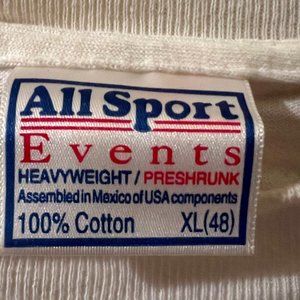 All Sport
Events
HEAVYWEIGHT / PRESHRUNK
Assembled in Mexico of USA components
100% Cotton XL(48)